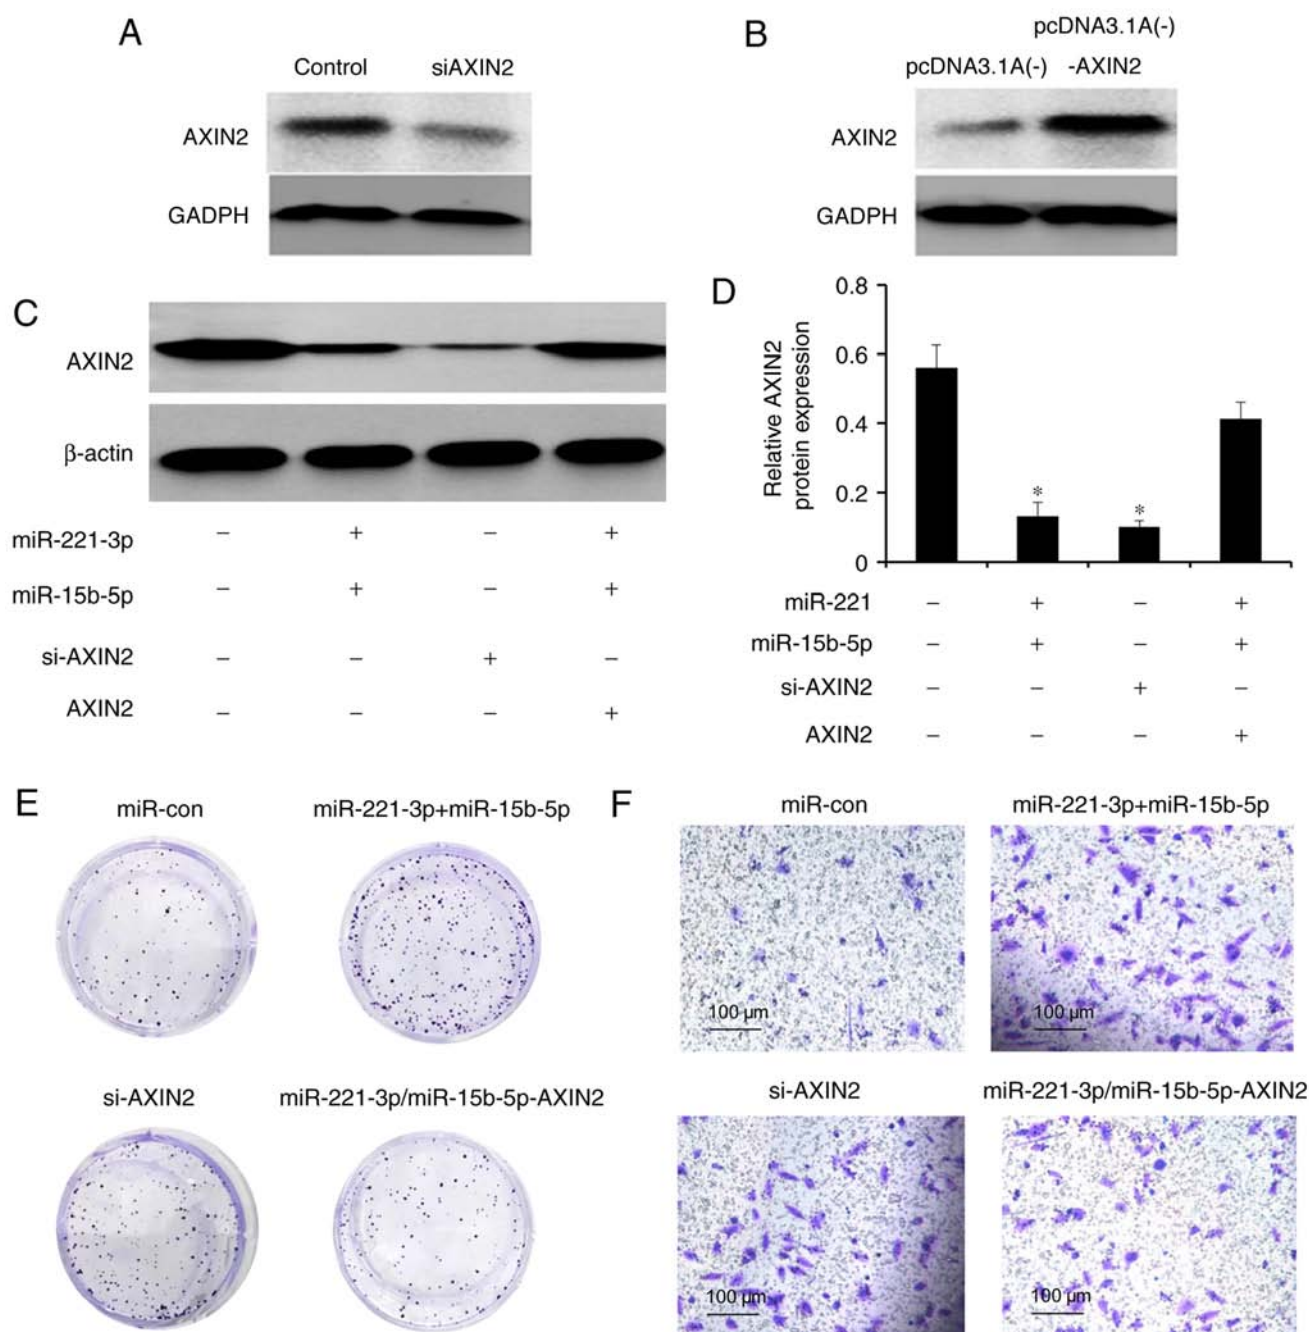 A
Control siAXIN2
AXIN2
GADPH
B
pcDNA3.1A(-)
pcDNA3.1A(-) -AXIN2
AXIN2
GADPH
C
AXIN2
β-actin
miR-221-3p – + – +
miR-15b-5p – + – +
si-AXIN2 – – + –
AXIN2 – – – +
D
Relative AXIN2
protein expression
0.8
0.6
0.4
0.2
0
* *
miR-221 – + – +
miR-15b-5p – + – +
si-AXIN2 – – + –
AXIN2 – – – +
E
miR-con miR-221-3p+miR-15b-5p
si-AXIN2 miR-221-3p/miR-15b-5p-AXIN2
F
miR-con miR-221-3p+miR-15b-5p
100 µm 100 µm
si-AXIN2 miR-221-3p/miR-15b-5p-AXIN2
100 µm 100 µm